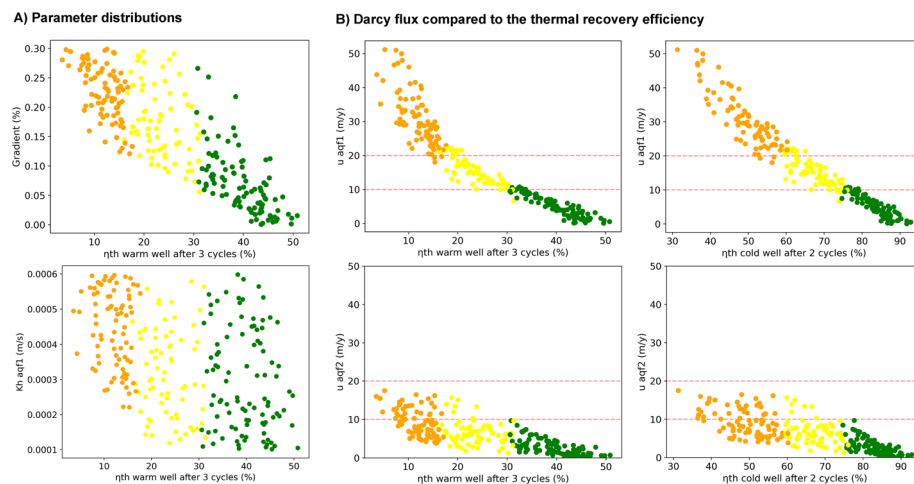 A) Parameter distributions
B) Darcy flux compared to the thermal recovery efficiency
0.30
0.25
0.20
0.15
0.10
0.05
0.00
Gradient (%)
10 20 30 40 50
ηth warm well after 3 cycles (%)
50
40
30
20
10
0
u aqf1 (m/y)
10 20 30 40 50
ηth warm well after 3 cycles (%)
50
40
30
20
10
0
u aqf1 (m/y)
30 40 50 60 70 80 90
ηth cold well after 2 cycles (%)
0.0006
0.0005
0.0004
0.0003
0.0002
0.0001
Kh aqf1 (m/s)
10 20 30 40 50
ηth warm well after 3 cycles (%)
50
40
30
20
10
0
u aqf2 (m/y)
10 20 30 40 50
ηth warm well after 3 cycles (%)
50
40
30
20
10
0
u aqf2 (m/y)
30 40 50 60 70 80 90
ηth cold well after 2 cycles (%)